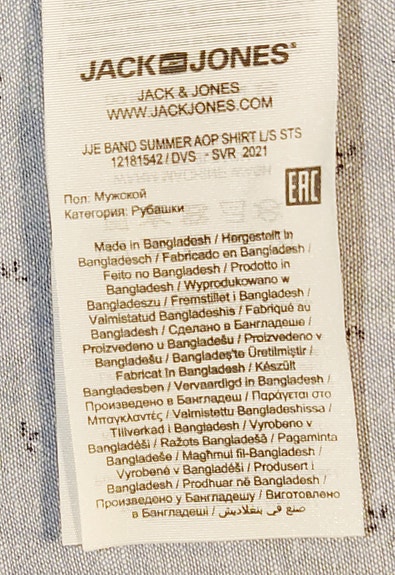 JACK JONES®
JACK & JONES
WWW.JACKJONES.COM
JJE BAND SUMMER AOP SHIRT L/S STS
12181542 / DVS - SVR 2021
Пол: Мужской
Категория: Рубашки
EAC
Made in Bangladesh / Hergestellt in
Bangladesch / Fabricado en Bangladesh /
Feito no Bangladesh / Prodotto in
Bangladesh / Wyprodukowano w
Bangladeszu / Fremstillet i Bangladesh /
Valmistatud Bangladeshis / Fabriqué au
Bangladesh / Сделано в Бангладеше /
Proizvedeno u Bangladešu / Proizvedeno v
Bangladešu / Bangladeş'te Üretilmiştir /
Fabricat în Bangladesh / Készült
Bangladesben / Vervaardigd in Bangladesh /
Произведено в Бангладеш / Παράγεται στο
Μπαγκλαντές / Valmistettu Bangladeshissa /
Tillverkad i Bangladesh / Vyrobeno v
Bangladéši / Ražots Bangladešā / Pagaminta
Bangladeše / Magħmul fil-Bangladesh /
Vyrobené v Bangladéši / Produsert i
Bangladesh / Prodhuar në Bangladesh /
Произведено у Бангладешу / Виготовлено
в Бангладеші / صنع في بنغلاديش